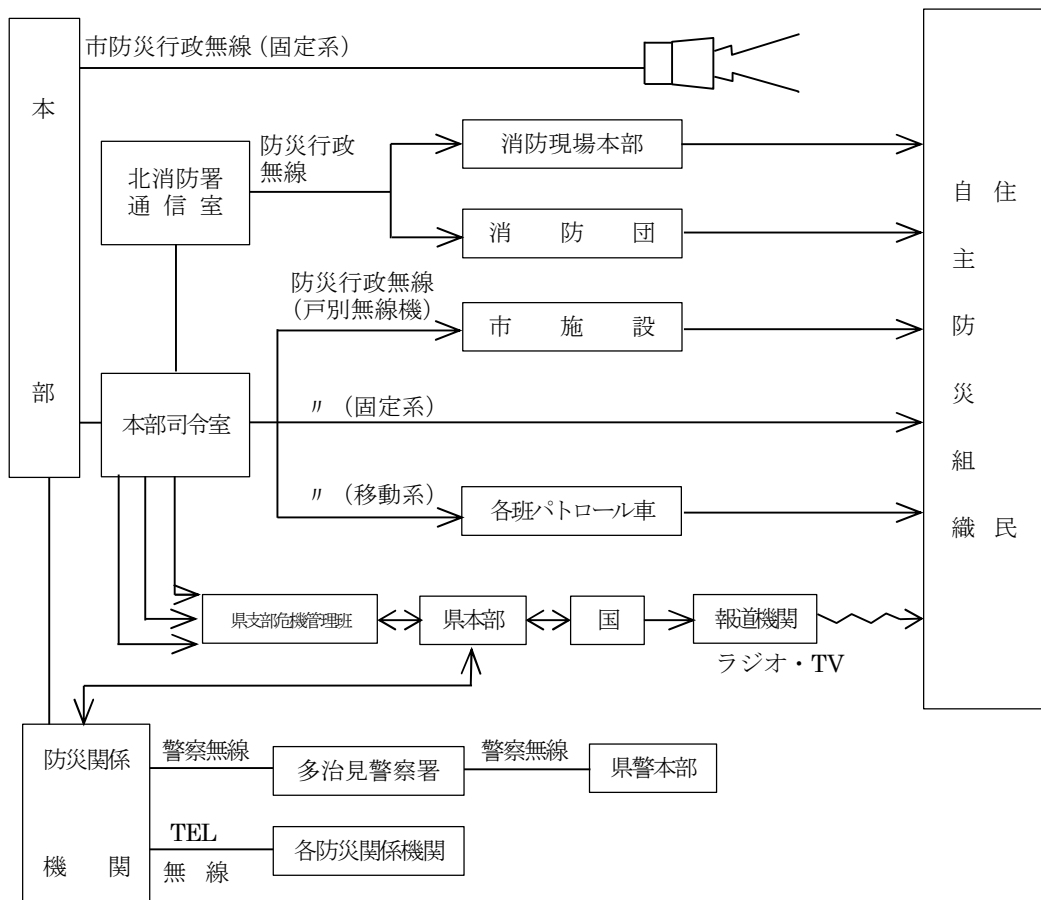 本部
市防災行政無線（固定系）
北消防署
通信室
防災行政
無線
消防現場本部
消防団
防災行政無線
（戸別無線機）
市施設
本部司令室
〃（固定系）
〃（移動系）
各班パトロール車
住民
自主防災組織
県支部危機管理班
県本部
国
報道機関
ラジオ・TV
防災関係
機関
警察無線
多治見警察署
警察無線
県警本部
TEL
無線
各防災関係機関